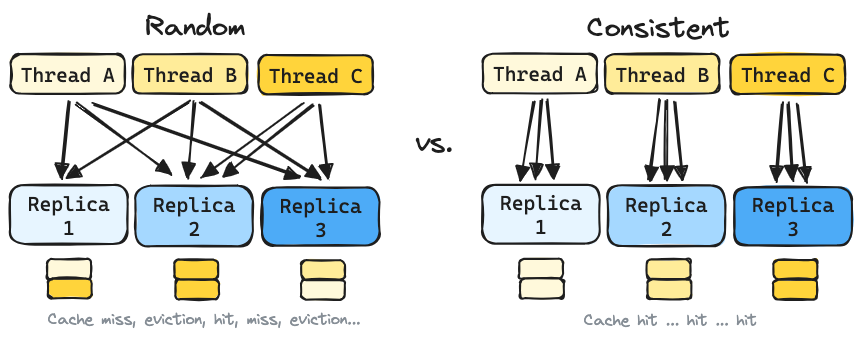 Random
Thread A
Thread B
Thread C
Replica
1
Replica
2
Replica
3
Cache miss, eviction, hit, miss, eviction...
vs.
Consistent
Thread A
Thread B
Thread C
Replica
1
Replica
2
Replica
3
Cache hit ... hit ... hit